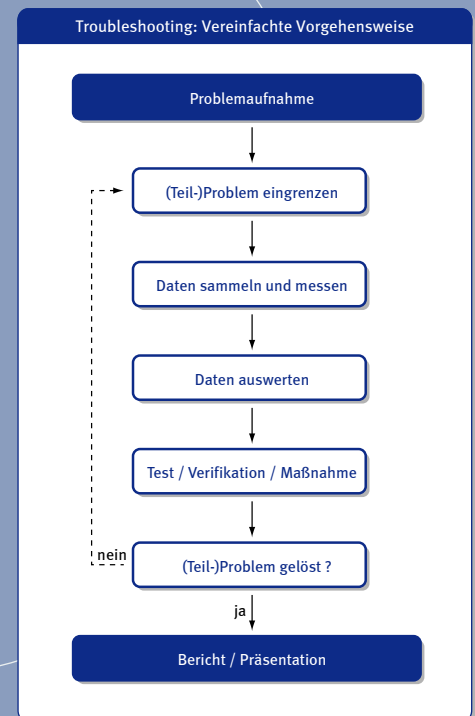 Troubleshooting: Vereinfachte Vorgehensweise
Problemaufnahme
(Teil-)Problem eingrenzen
Daten sammeln und messen
Daten auswerten
Test / Verifikation / Maßnahme
nein
(Teil-)Problem gelöst ?
ja
Bericht / Präsentation